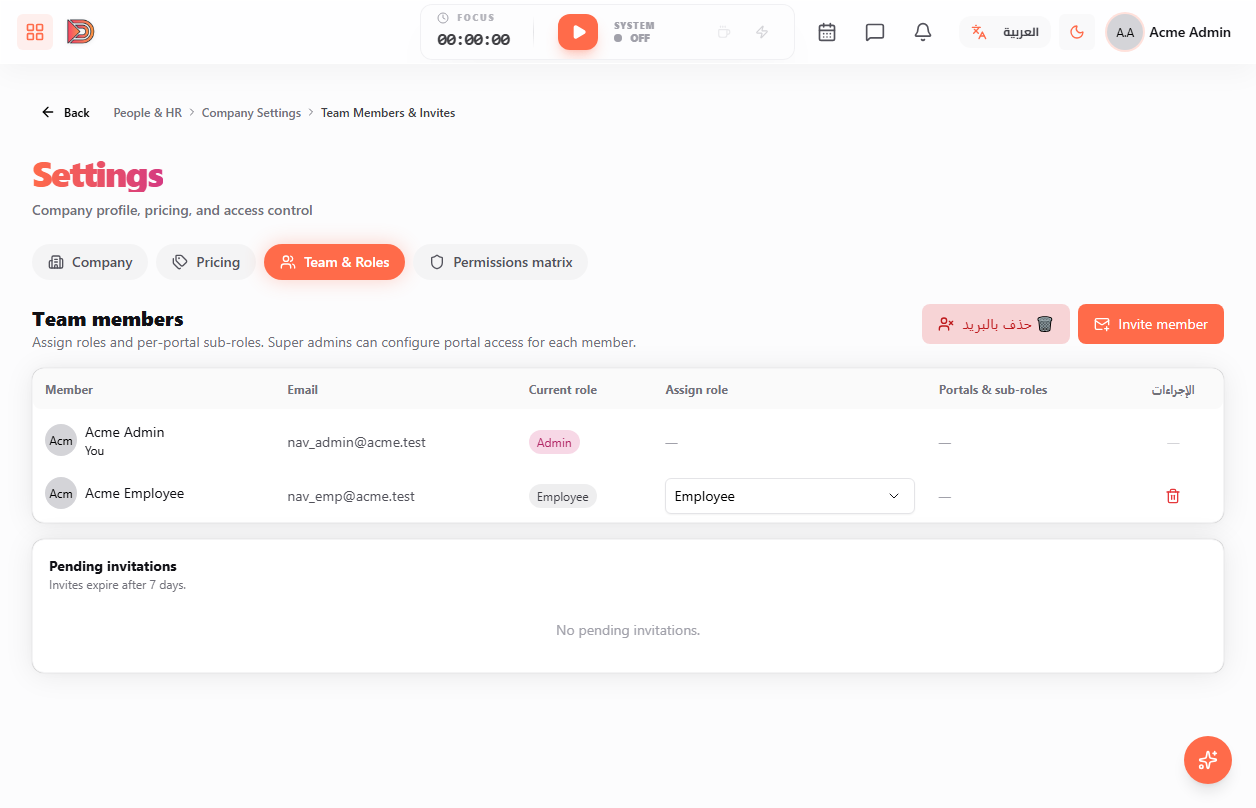 FOCUS
00:00:00
SYSTEM
OFF
العربية
A.A
Acme Admin
Back
People & HR
Company Settings
Team Members & Invites
Settings
Company profile, pricing, and access control
Company
Pricing
Team & Roles
Permissions matrix
Team members
Assign roles and per-portal sub-roles. Super admins can configure portal access for each member.
🗑️ حذف بالبريد
Invite member
Member
Email
Current role
Assign role
Portals & sub-roles
الإجراءات
Acm
Acme Admin
You
nav_admin@acme.test
Admin
—
—
—
Acm
Acme Employee
nav_emp@acme.test
Employee
Employee
—
Pending invitations
Invites expire after 7 days.
No pending invitations.